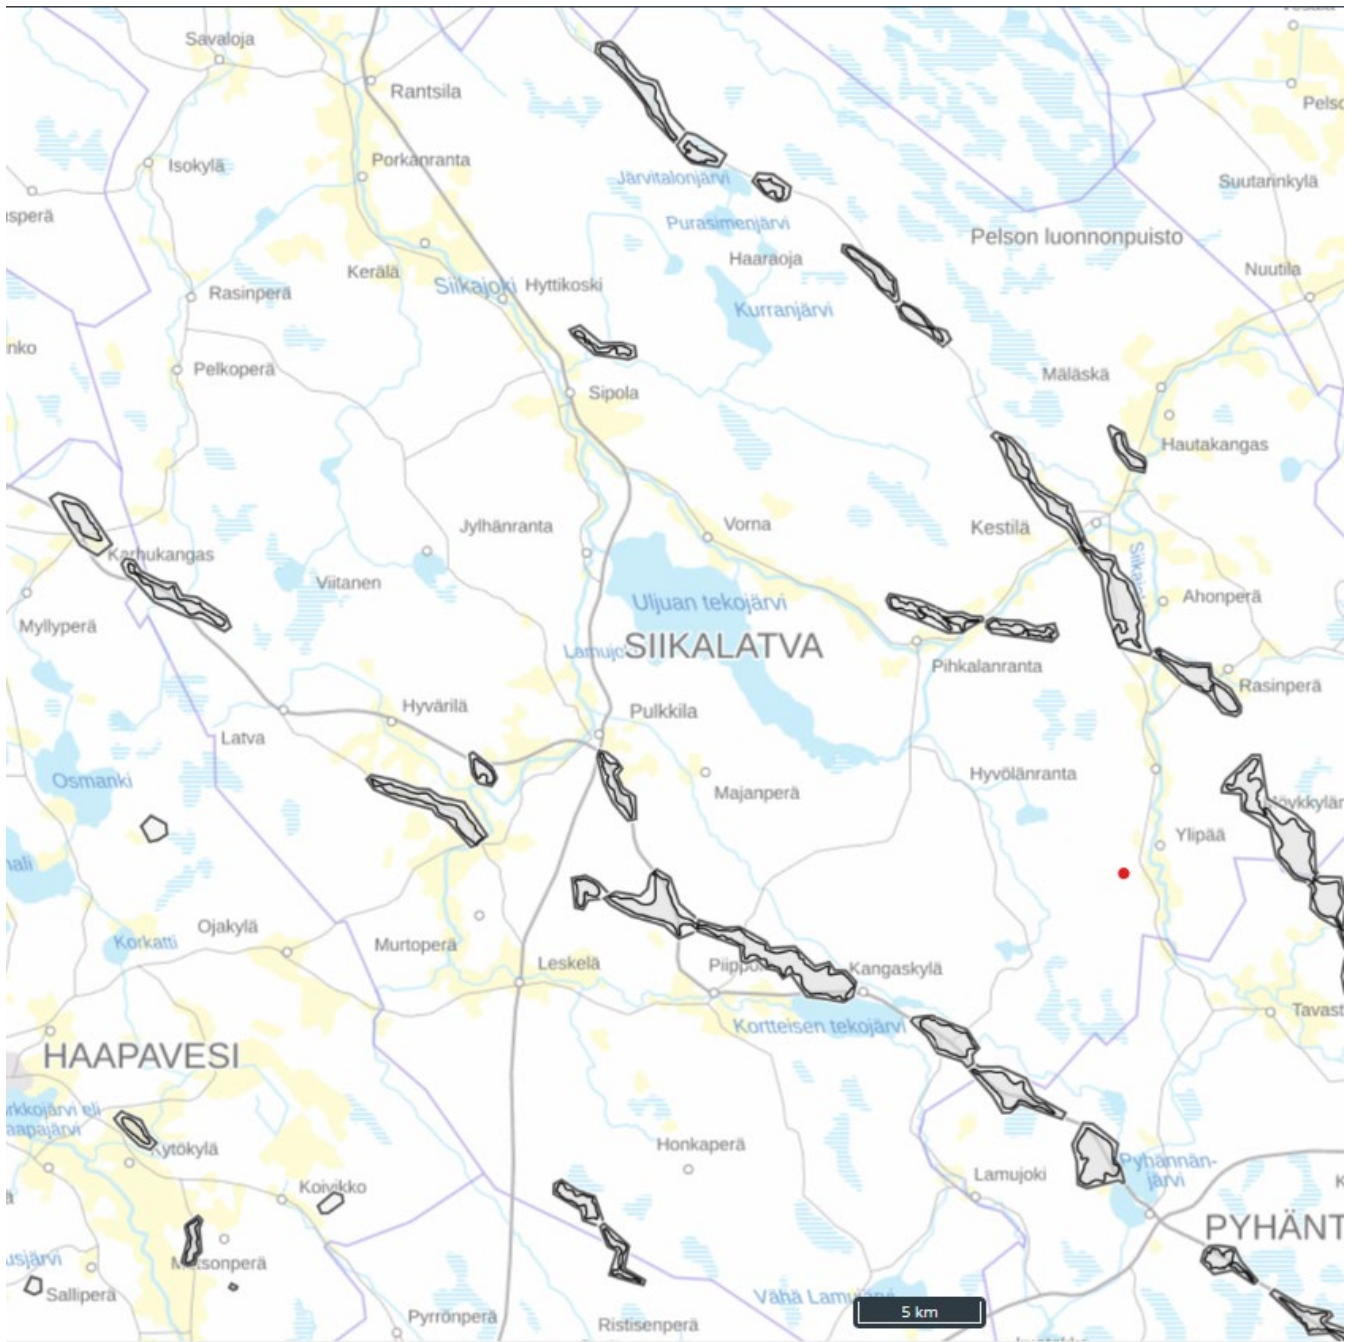 Savaloja
Rantsila
Isokylä
Porkanranta
Järvitalonjärvi
Suutarinkylä
Purasimenjärvi
Pelson luonnonpuisto
Kerälä
Haaraoja
Nuutila
Rasinperä
Siikajoki
Hyttikoski
Kurranjärvi
Pelkoperä
Sipola
Mäläskä
Hautakangas
Jylhänranta
Vorna
Kestilä
Karhukangas
Viitanen
Uljuan tekojärvi
Ahonperä
Myllyperä
SIIKALATVA
Pihkalanranta
Rasinperä
Hyvärilä
Pulkkila
Latva
Osmanki
Majanperä
Hyvölänranta
Ylipää
Ojakylä
Korkatti
Murtoperä
Leskelä
Kangaskylä
Kortteisen tekojärvi
Tavast
HAAPAVESI
Kytökylä
Honkaperä
Koivikko
Lamujoki
Pyhännän-
järvi
PYHÄNT
Salliperä
Pyrrönperä
Ristisenperä
5 km